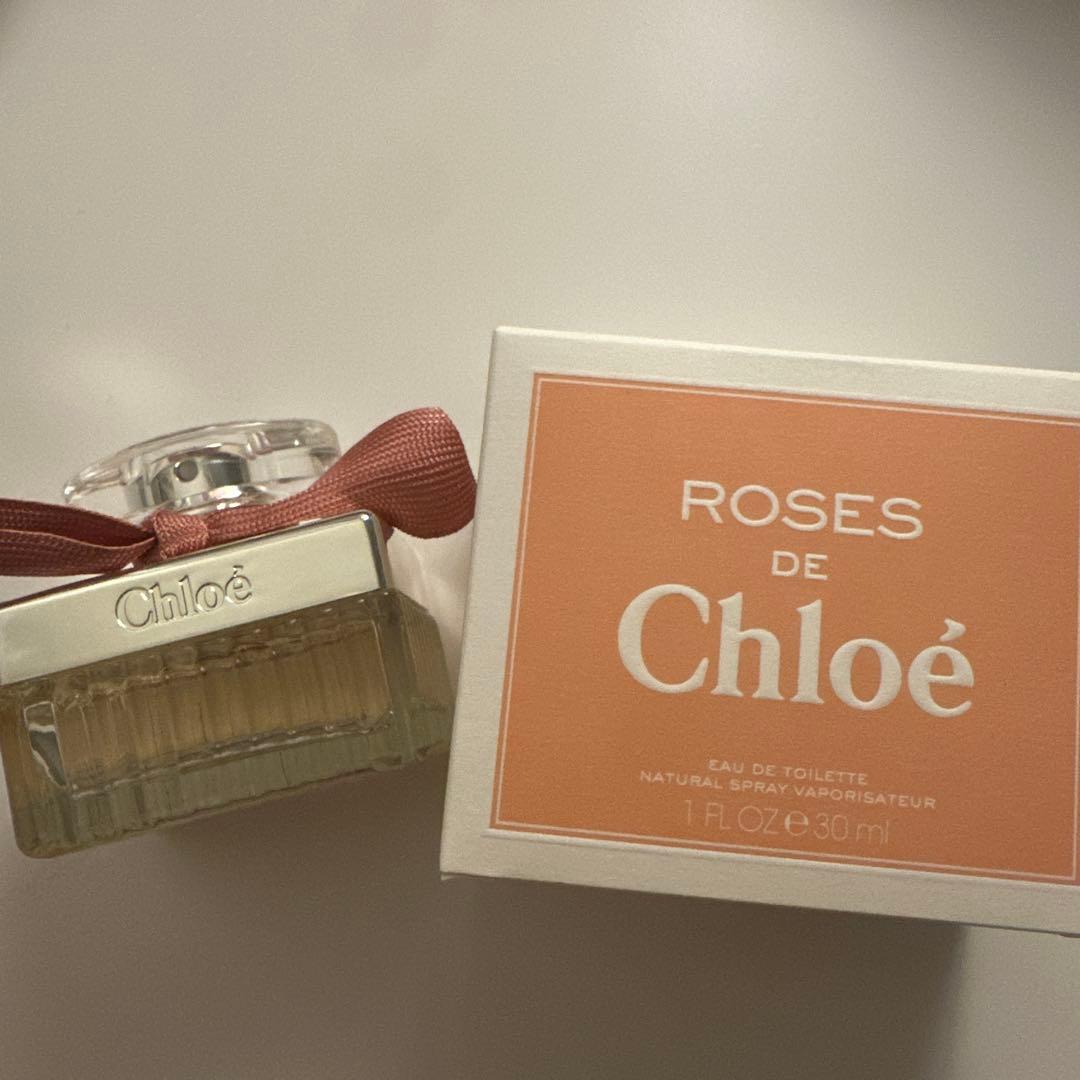 Chloé
ROSES
DE
Chloé
EAU DE TOILETTE
NATURAL SPRAY VAPORISATEUR
1 FL OZ ℮ 30 ml